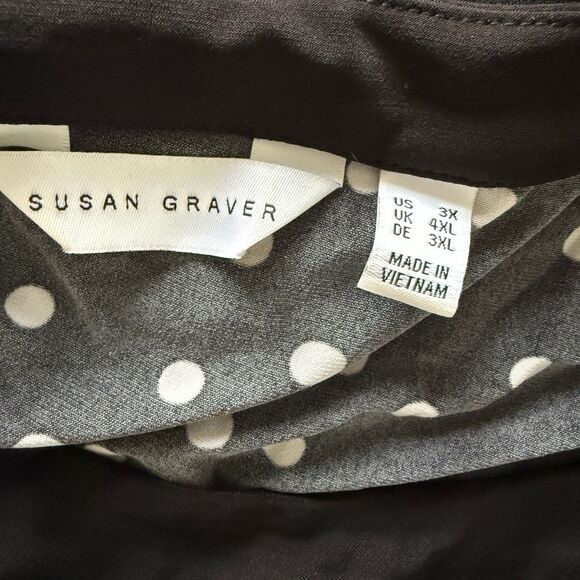 SUSAN GRAVER
US 3X
UK 4XL
DE 3XL
MADE IN
VIETNAM